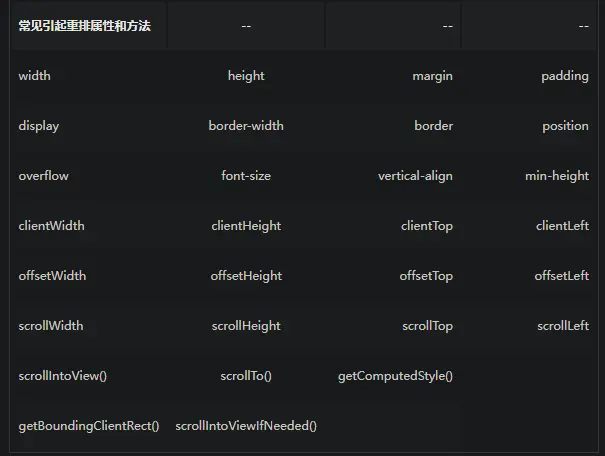 常见引起重排属性和方法 -- -- --
width height margin padding
display border-width border position
overflow font-size vertical-align min-height
clientWidth clientHeight clientTop clientLeft
offsetWidth offsetHeight offsetTop offsetLeft
scrollWidth scrollHeight scrollTop scrollLeft
scrollIntoView() scrollTo() getComputedStyle()
getBoundingClientRect() scrollIntoViewIfNeeded()